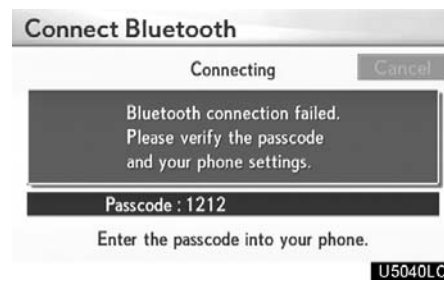 Connect Bluetooth
Connecting
Cancel
Bluetooth connection failed.
Please verify the passcode
and your phone settings.
Passcode : 1212
Enter the passcode into your phone.
U5040LC